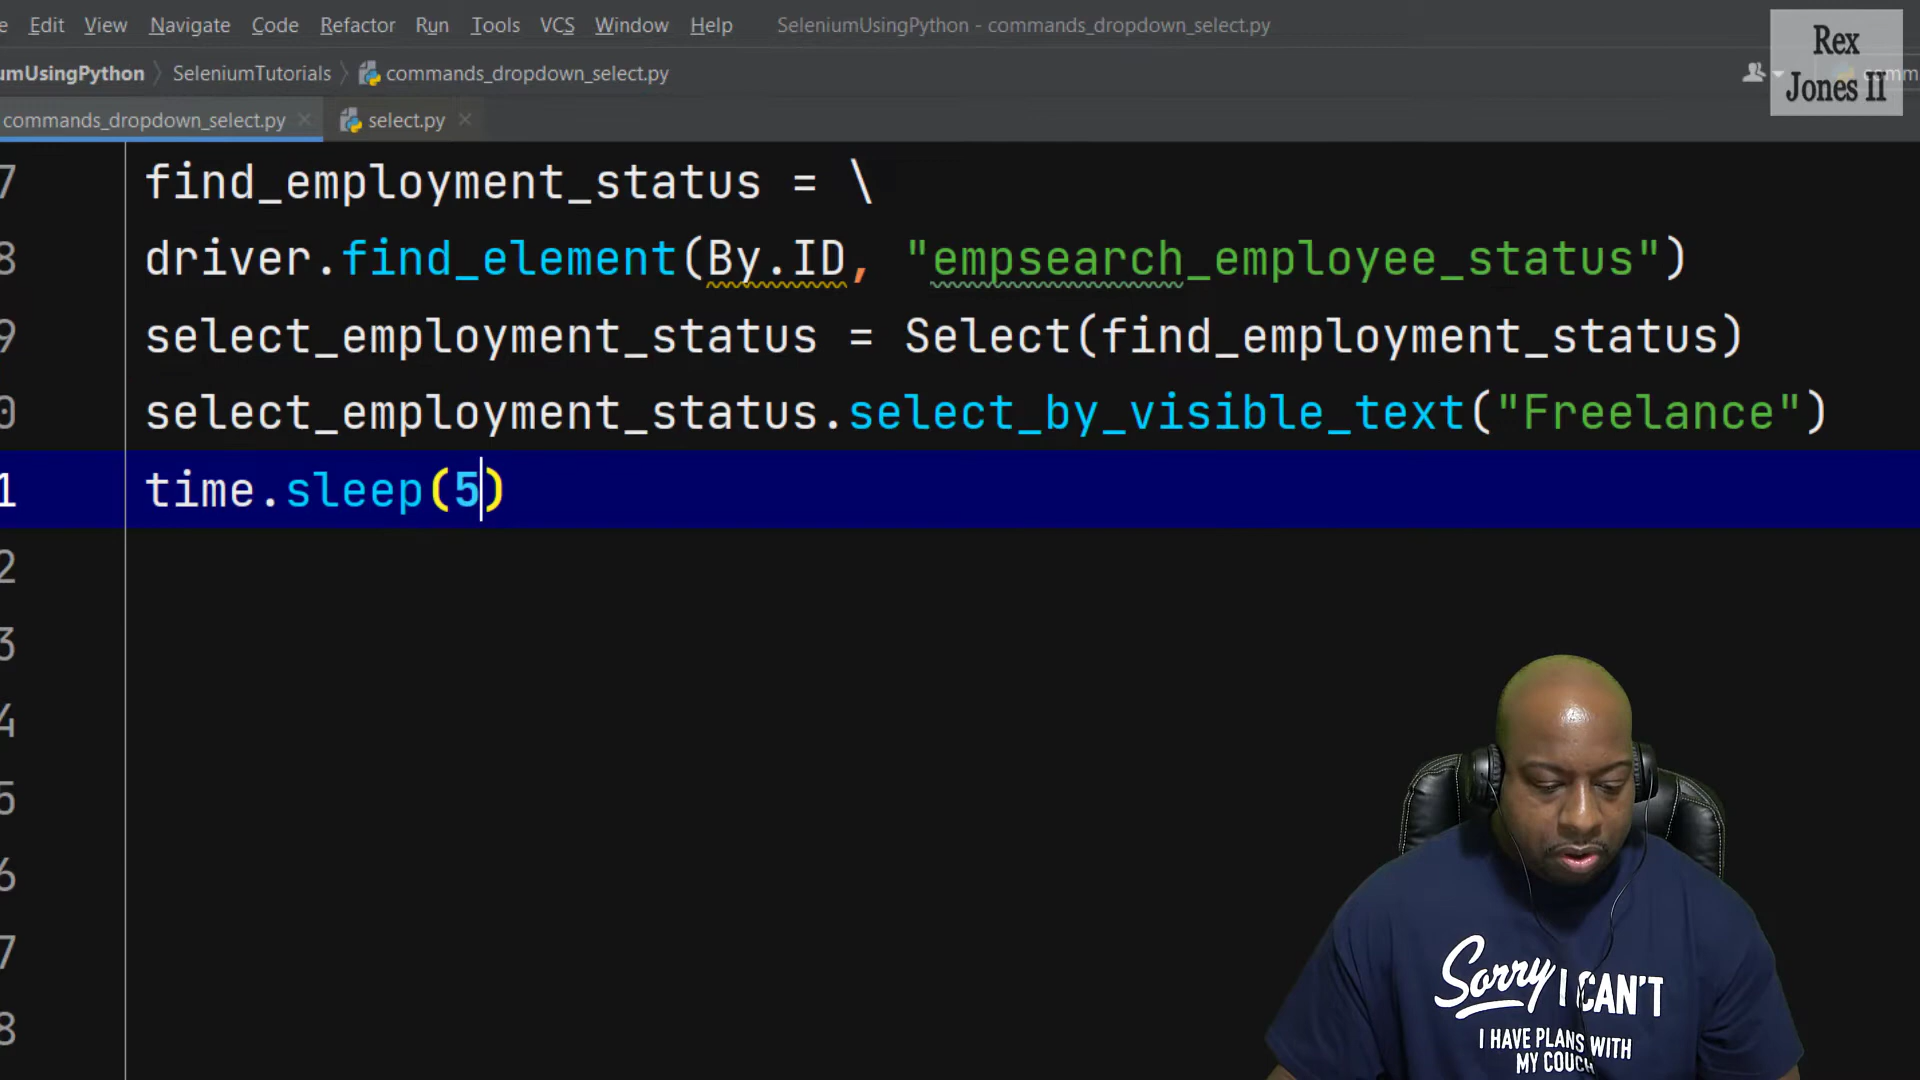 Edit View Navigate Code Refactor Run Tools VCS Window Help SeleniumUsingPython - commands_dropdown_select.py
Rex
Jones II
umUsingPython SeleniumTutorials commands_dropdown_select.py
commands_dropdown_select.py select.py
7 find_employment_status = \
8 driver.find_element(By.ID, "empsearch_employee_status")
9 select_employment_status = Select(find_employment_status)
0 select_employment_status.select_by_visible_text("Freelance")
1 time.sleep(5)
2
3
4
5
6
7
8
Sorry I CAN'T
I HAVE PLANS WITH
MY COUCH